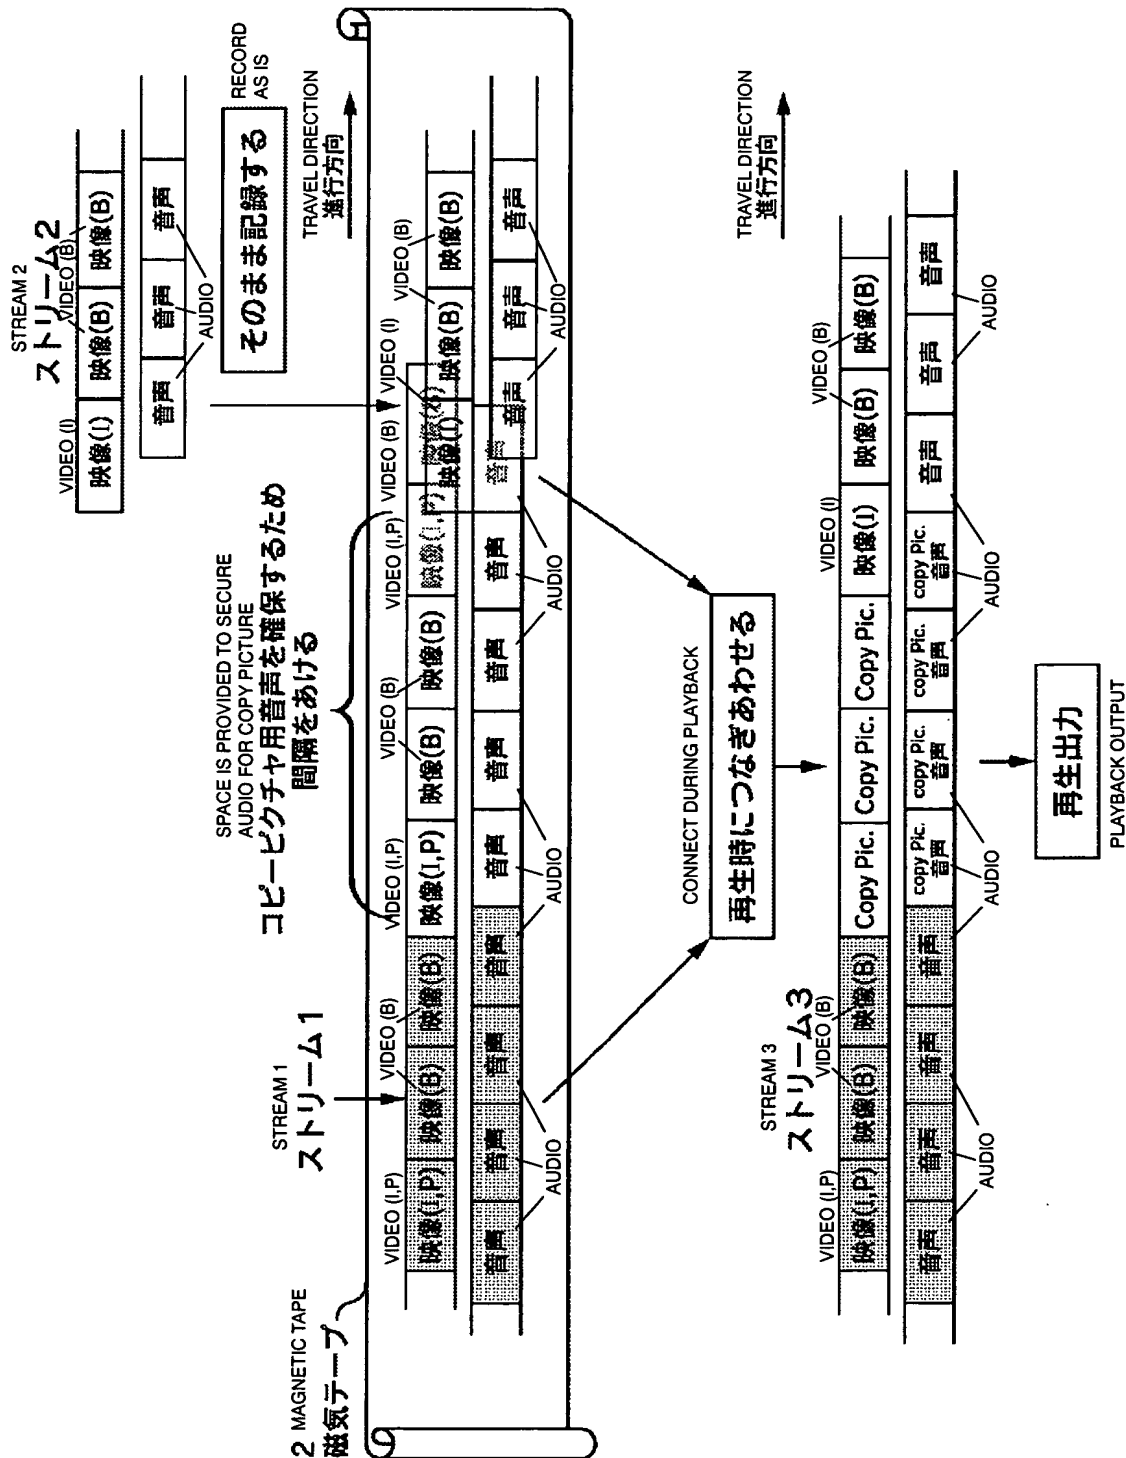 STREAM 2
ストリーム2
VIDEO (I)
VIDEO (B)
映像(I)
映像(B)
映像(B)
音声
音声
音声
AUDIO
RECORD
AS IS
そのまま記録する
SPACE IS PROVIDED TO SECURE
AUDIO FOR COPY PICTURE
コピーピクチャ用音声を確保するため
間隔をあける
STREAM 1
ストリーム1
TRAVEL DIRECTION
進行方向
2 MAGNETIC TAPE
磁気テープ
VIDEO (I,P)
VIDEO (B)
VIDEO (I,P)
VIDEO (B)
VIDEO (I,P)
VIDEO (B)
VIDEO (I)
VIDEO (B)
映像(I,P)
映像(B)
映像(B)
映像(I,P)
映像(B)
映像(B)
映像(I,P)
映像(I)
映像(B)
映像(B)
音声
音声
音声
音声
音声
音声
音声
音声
音声
音声
音声
音声
AUDIO
AUDIO
AUDIO
AUDIO
AUDIO
AUDIO
CONNECT DURING PLAYBACK
再生時につなぎあわせる
STREAM 3
ストリーム3
TRAVEL DIRECTION
進行方向
VIDEO (I,P)
VIDEO (B)
VIDEO (I)
VIDEO (B)
映像(I,P)
映像(B)
映像(B)
Copy Pic.
Copy Pic.
Copy Pic.
映像(I)
映像(B)
映像(B)
音声
音声
音声
音声
copy Pic.
音声
copy Pic.
音声
copy Pic.
音声
copy Pic.
音声
音声
音声
音声
AUDIO
AUDIO
AUDIO
AUDIO
AUDIO
再生出力
PLAYBACK OUTPUT